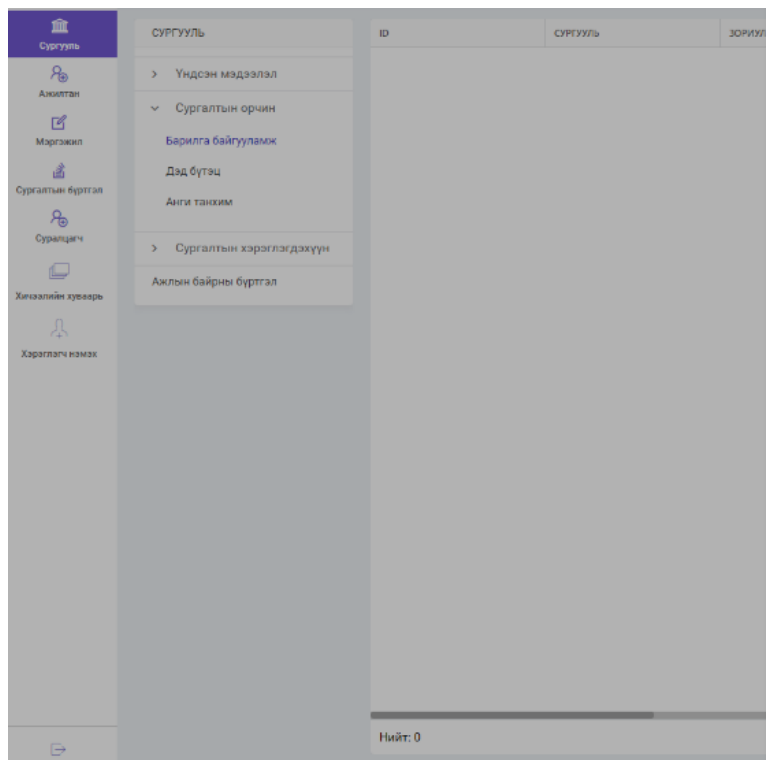 Сургууль
Ажилтан
Мэргэжил
Сургалтын бүртгэл
Суралцагч
Хичээлийн хуваарь
Хэрэглэгч нэмэх
СУРГУУЛЬ
Үндсэн мэдээлэл
Сургалтын орчин
Барилга байгууламж
Дэд бүтэц
Анги танхим
Сургалтын хэрэглэгдэхүүн
Ажлын байрны бүртгэл
ID СУРГУУЛЬ ЗОРИУЛ
Нийт: 0